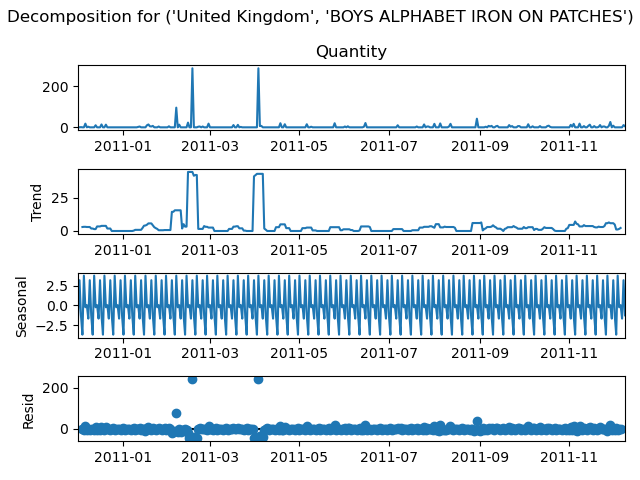 Decomposition for ('United Kingdom', 'BOYS ALPHABET IRON ON PATCHES')
Quantity
200
0
2011-01 2011-03 2011-05 2011-07 2011-09 2011-11
Trend
25
0
2011-01 2011-03 2011-05 2011-07 2011-09 2011-11
Seasonal
2.5
0.0
−2.5
2011-01 2011-03 2011-05 2011-07 2011-09 2011-11
Resid
200
0
2011-01 2011-03 2011-05 2011-07 2011-09 2011-11